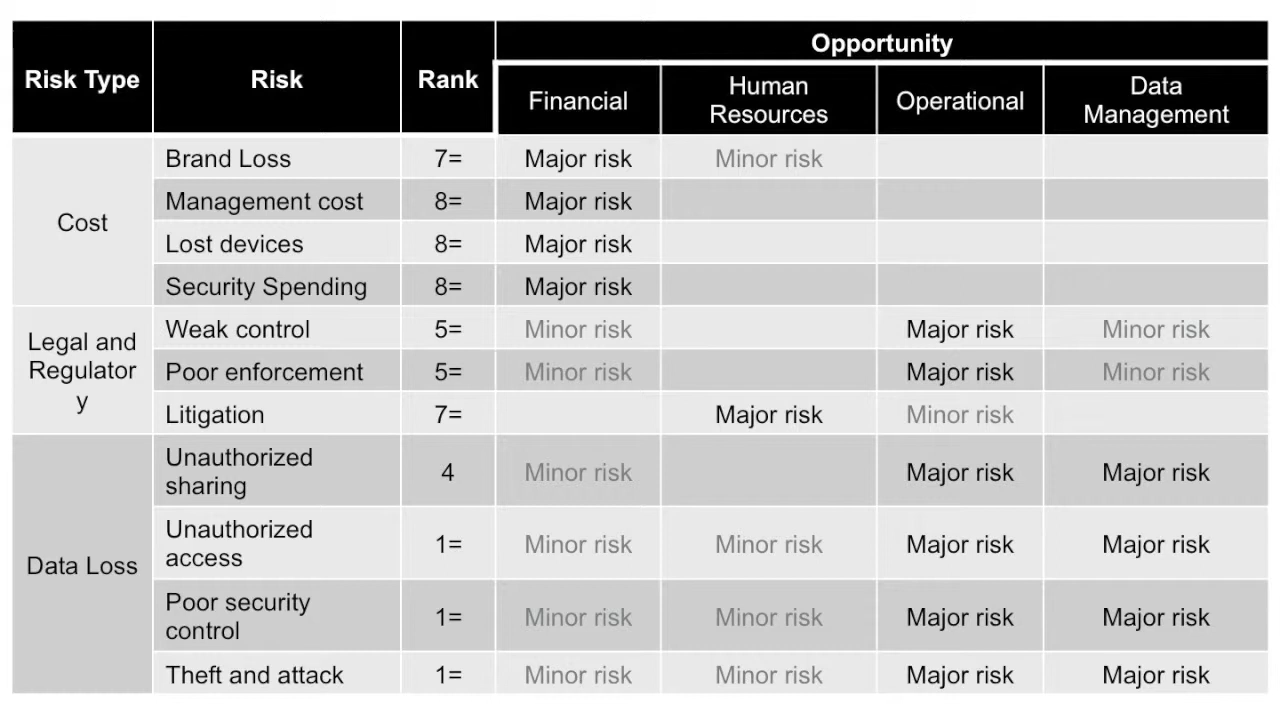 Risk Type Risk Rank Opportunity
Financial Human Resources Operational Data Management
Cost
Brand Loss 7= Major risk Minor risk
Management cost 8= Major risk
Lost devices 8= Major risk
Security Spending 8= Major risk
Legal and
Regulator
y
Weak control 5= Minor risk Major risk Minor risk
Poor enforcement 5= Minor risk Major risk Minor risk
Litigation 7= Major risk Minor risk
Data Loss
Unauthorized
sharing 4 Minor risk Major risk Major risk
Unauthorized
access 1= Minor risk Minor risk Major risk Major risk
Poor security
control 1= Minor risk Minor risk Major risk Major risk
Theft and attack 1= Minor risk Minor risk Major risk Major risk